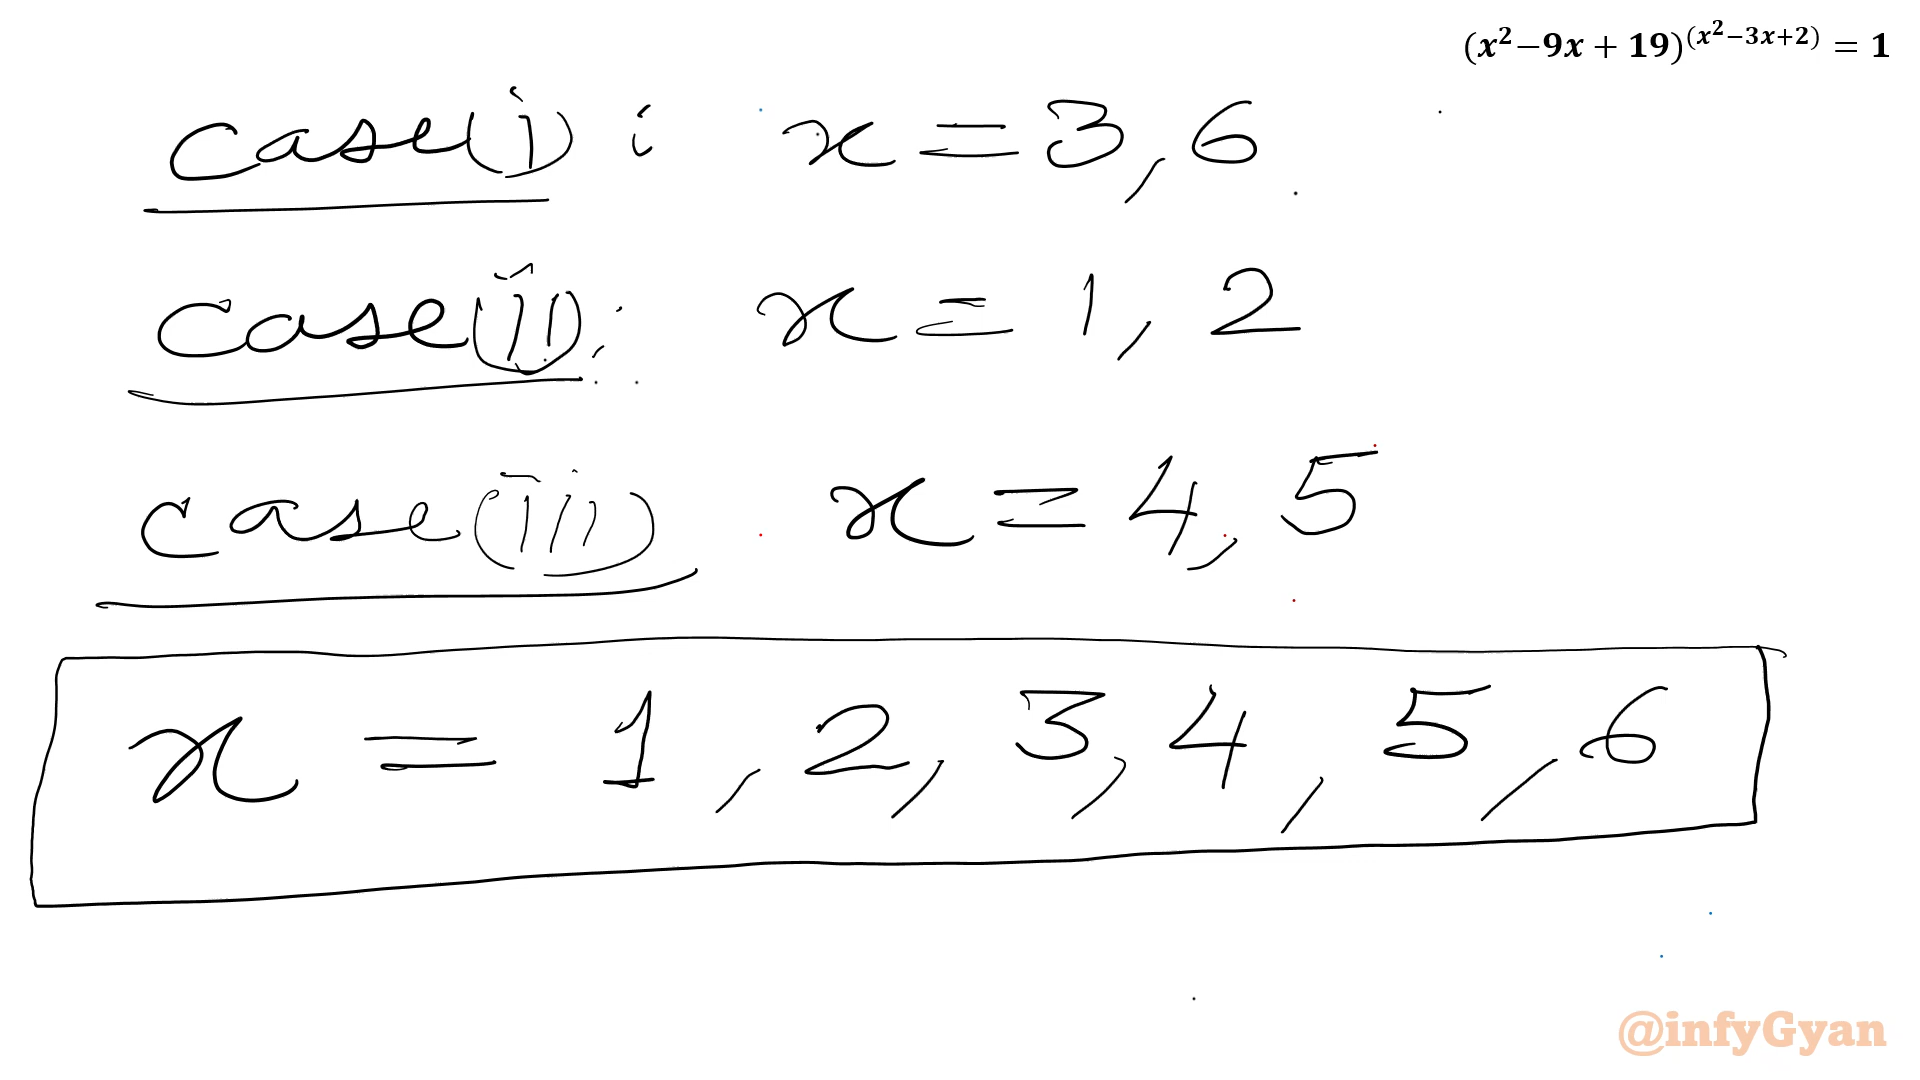 (x²−9x + 19)^(x²−3x+2) = 1
case(i) : x = 3, 6
case(ii): x = 1, 2
case(iii) x = 4, 5
x = 1, 2, 3, 4, 5, 6
@infyGyan